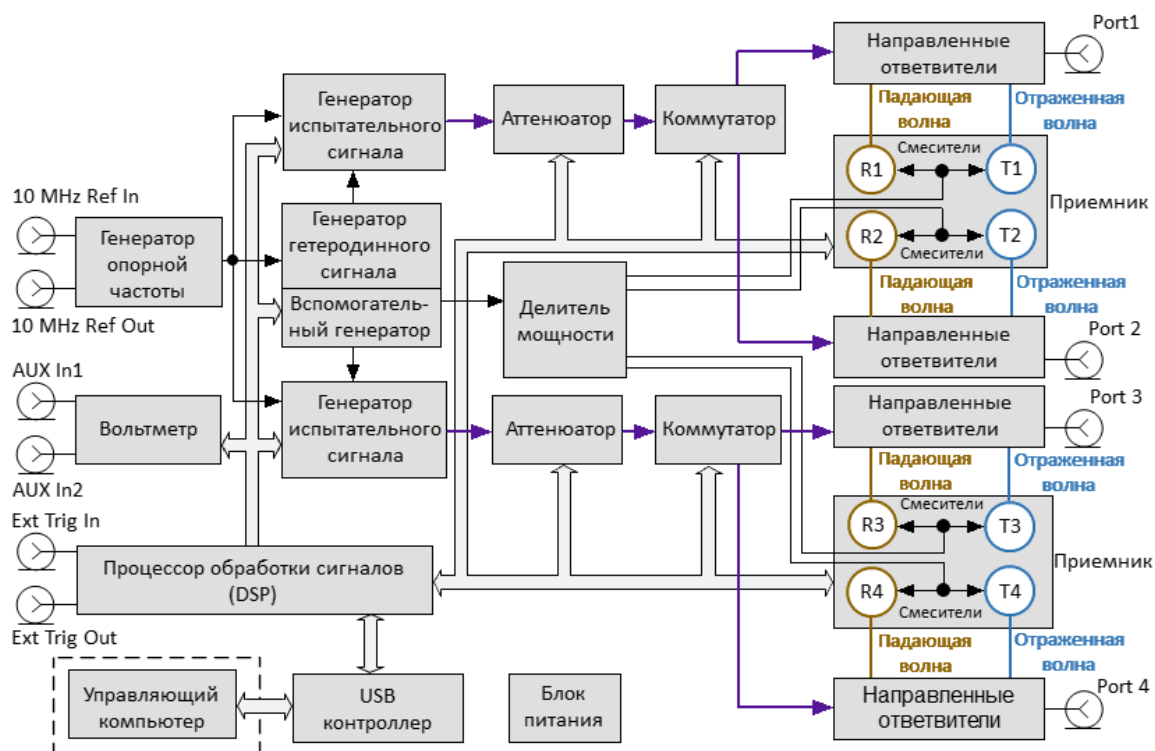 Port1
Направленные
ответвители
Генератор
испытательного
сигнала
Аттенюатор
Коммутатор
Падающая
волна
Отраженная
волна
Смесители
R1
T1
Приемник
10 MHz Ref In
Генератор
опорной
частоты
10 MHz Ref Out
Генератор
гетеродинного
сигнала
Вспомогатель-
ный генератор
Делитель
мощности
R2
T2
Смесители
Падающая
волна
Отраженная
волна
Направленные
ответвители
Port 2
AUX In1
Вольтметр
AUX In2
Генератор
испытательного
сигнала
Аттенюатор
Коммутатор
Направленные
ответвители
Port 3
Падающая
волна
Отраженная
волна
Смесители
R3
T3
Приемник
R4
T4
Смесители
Падающая
волна
Отраженная
волна
Ext Trig In
Процессор обработки сигналов
(DSP)
Ext Trig Out
Управляющий
компьютер
USB
контроллер
Блок
питания
Направленные
ответвители
Port 4